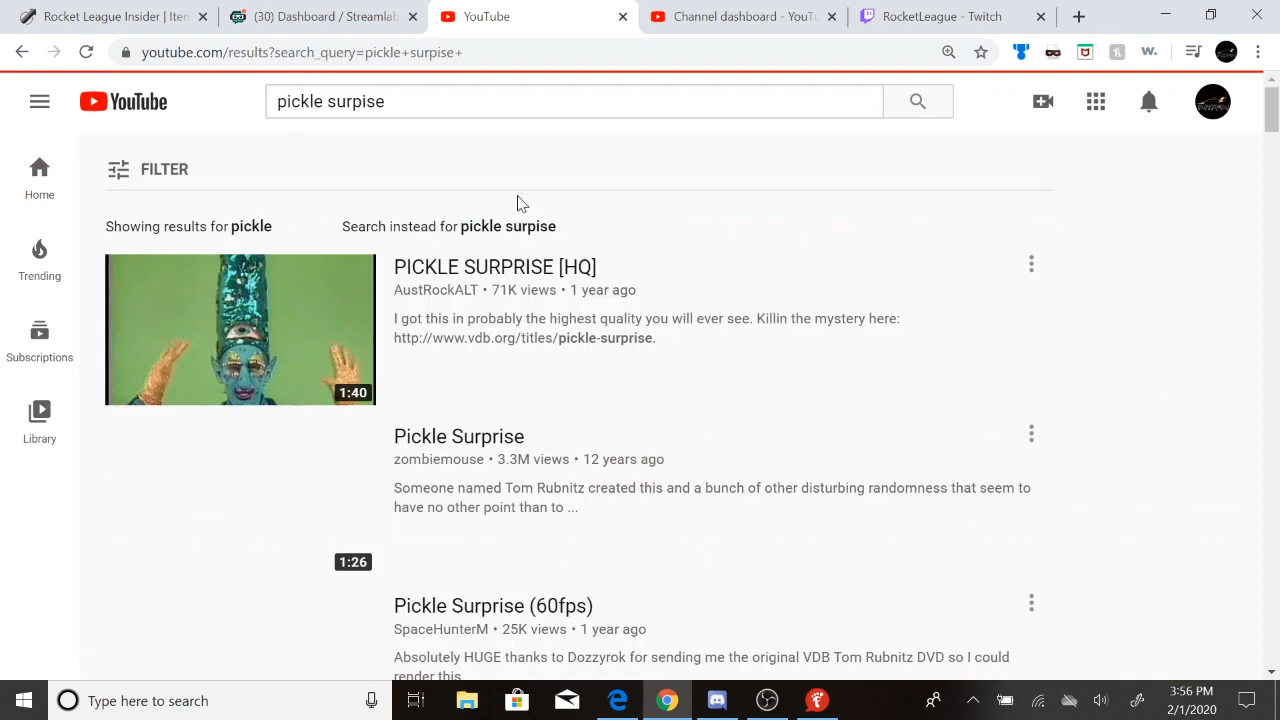 Rocket League Insider |
(30) Dashboard / Streamlab
YouTube
Channel dashboard - YouTu
RocketLeague - Twitch
youtube.com/results?search_query=pickle+surpise+
w.
YouTube
pickle surpise
Home
Trending
Subscriptions
Library
FILTER
Showing results for pickle
Search instead for pickle surpise
PICKLE SURPRISE [HQ]
AustRockALT • 71K views • 1 year ago
I got this in probably the highest quality you will ever see. Killin the mystery here:
http://www.vdb.org/titles/pickle-surprise.
1:40
Pickle Surprise
zombiemouse • 3.3M views • 12 years ago
Someone named Tom Rubnitz created this and a bunch of other disturbing randomness that seem to
have no other point than to ...
1:26
Pickle Surprise (60fps)
SpaceHunterM • 25K views • 1 year ago
Absolutely HUGE thanks to Dozzyrok for sending me the original VDB Tom Rubnitz DVD so I could
render this
Type here to search
3:56 PM
2/1/2020